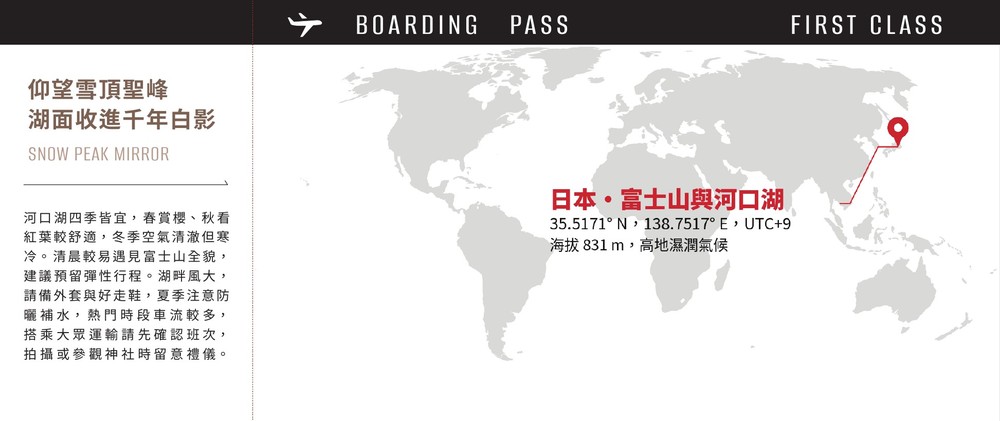 BOARDING PASS
FIRST CLASS
仰望雪頂聖峰
湖面收進千年白影
SNOW PEAK MIRROR
河口湖四季皆宜，春賞櫻、秋看
紅葉較舒適，冬季空氣清澈但寒
冷。清晨較易遇見富士山全貌，
建議預留彈性行程。湖畔風大，
請備外套與好走鞋，夏季注意防
曬補水，熱門時段車流較多，
搭乘大眾運輸請先確認班次，
拍攝或參觀神社時留意禮儀。
日本・富士山與河口湖
35.5171° N，138.7517° E，UTC+9
海拔 831 m，高地濕潤氣候